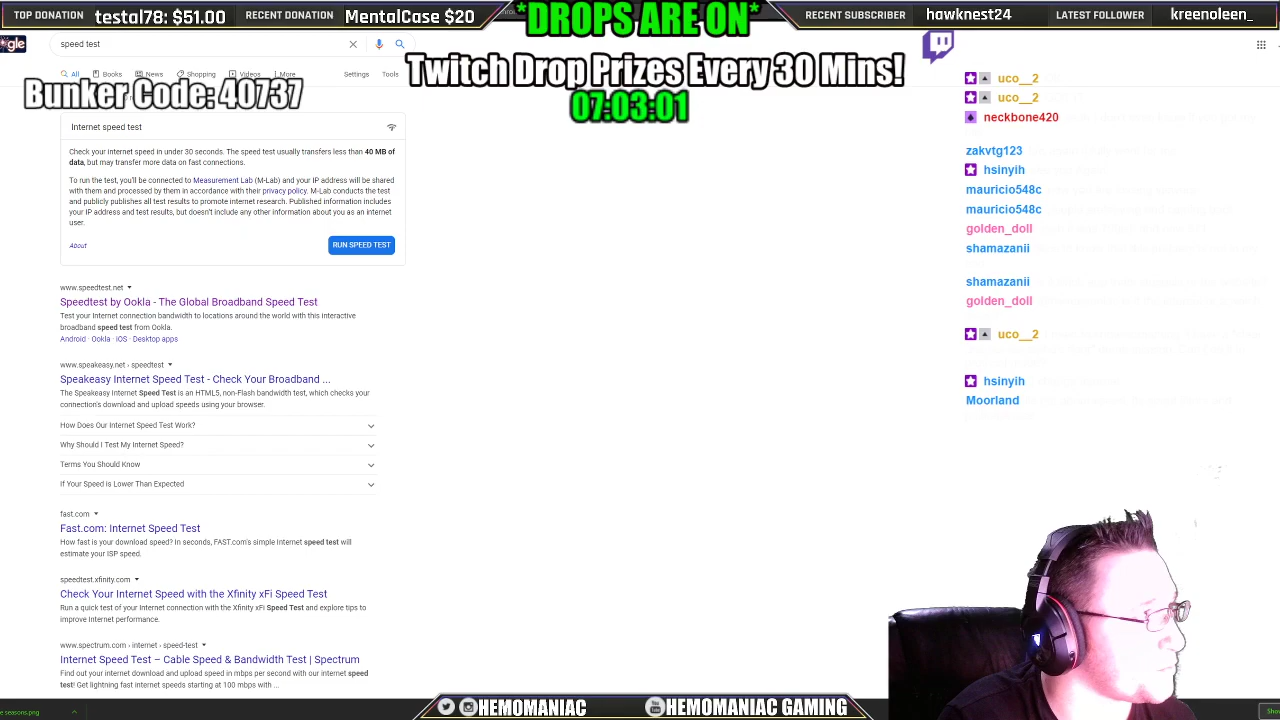 TOP DONATION testal78: $51.00 RECENT DONATION MentalCase $20 *DROPS ARE ON* RECENT SUBSCRIBER hawknest24 LATEST FOLLOWER kreenoleen_
gle speed test
Twitch Drop Prizes Every 30 Mins!
07:03:01
All Books News Shopping Videos More Settings Tools
Bunker Code: 40737
Internet speed test
Check your internet speed in under 30 seconds. The speed test usually transfers less than 40 MB of
data, but may transfer more data on fast connections.
To run the test, you'll be connected to Measurement Lab (M-Lab) and your IP address will be shared
with them and processed by them in accordance with their privacy policy. M-Lab conducts the test
and publicly publishes all test results to promote internet research. Published information includes
your IP address and test results, but doesn't include any other information about you as an internet
user.
About RUN SPEED TEST
www.speedtest.net
Speedtest by Ookla - The Global Broadband Speed Test
Test your Internet connection bandwidth to locations around the world with this interactive
broadband speed test from Ookla.
Android · Ookla · iOS · Desktop apps
www.speakeasy.net › speedtest
Speakeasy Internet Speed Test - Check Your Broadband ...
The Speakeasy Internet Speed Test is an HTML5, non-Flash bandwidth test, which checks your
connection's download and upload speeds using your browser.
How Does Our Internet Speed Test Work?
Why Should I Test My Internet Speed?
Terms You Should Know
If Your Speed is Lower Than Expected
fast.com
Fast.com: Internet Speed Test
How fast is your download speed? In seconds, FAST.com's simple Internet speed test will
estimate your ISP speed.
speedtest.xfinity.com
Check Your Internet Speed with the Xfinity xFi Speed Test
Run a quick test of your Internet connection with the Xfinity xFi Speed Test and explore tips to
improve Internet performance.
www.spectrum.com › internet › speed-test
Internet Speed Test – Cable Speed & Bandwidth Test | Spectrum
Find out your internet download and upload speed in mbps per second with our internet speed
test! Get lightning fast internet speeds starting at 100 mbps with ...
uco__2
uco__2
neckbone420
zakvtg123
hsinyih
mauricio548c
mauricio548c
golden_doll
shamazanii
shamazanii
golden_doll
uco__2
hsinyih
Moorland
e seasons.png
HEMOMANIAC HEMOMANIAC GAMING